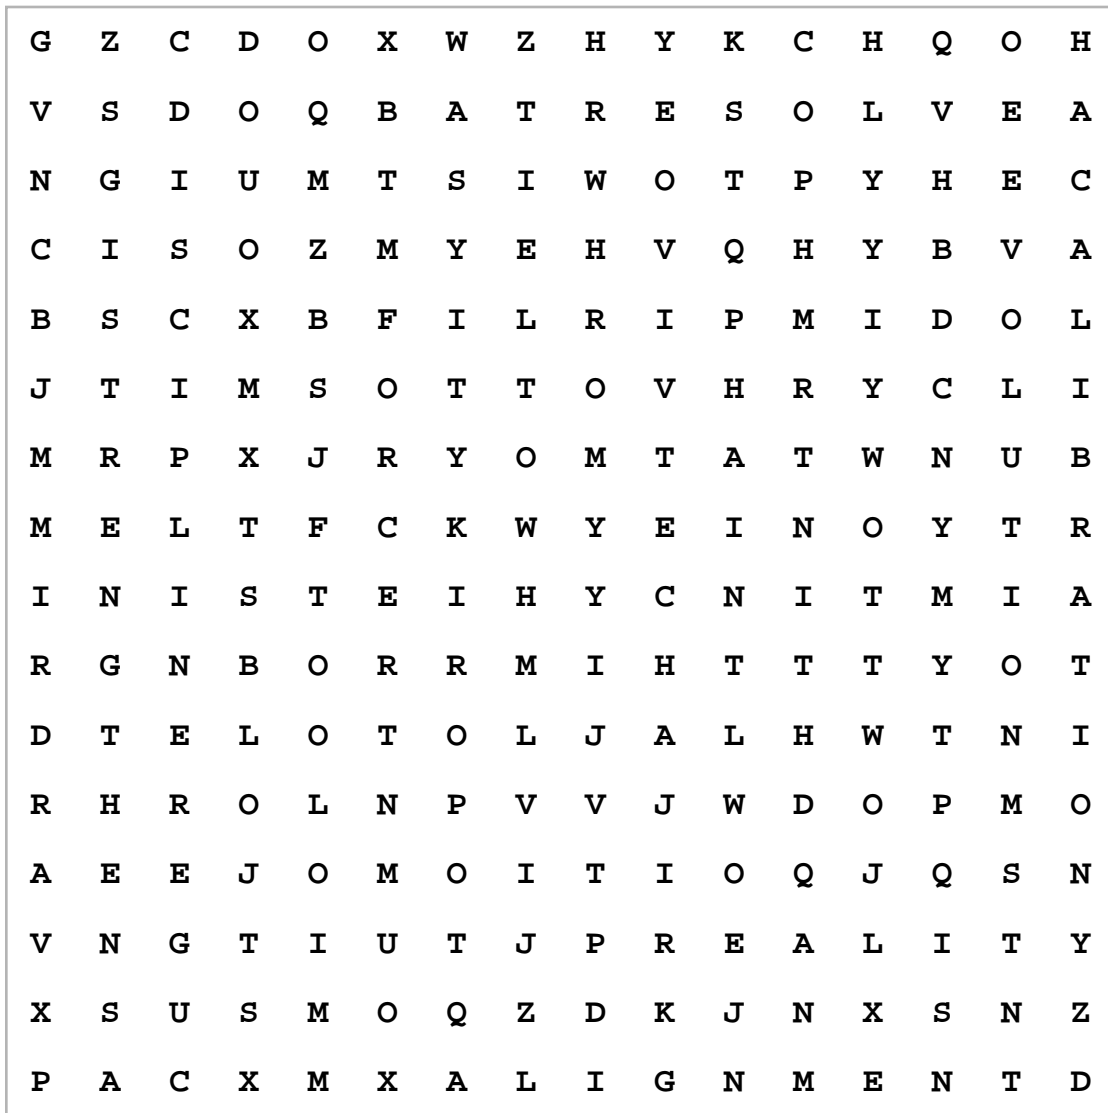 G Z C D O X W Z H Y K C H Q O H
V S D O Q B A T R E S O L V E A
N G I U M T S I W O T P Y H E C
C I S O Z M Y E H V Q H Y B V A
B S C X B F I L R I P M I D O L
J T I M S O T T O V H R Y C L I
M R P X J R Y O M T A T W N U B
M E L T F C K W Y E I N O Y T R
I N I S T E I H Y C N I T M I A
R G N B O R R M I H T T T Y O T
D T E L O T O L J A L H W T N I
R H R O L N P V V J W D O P M O
A E E J O M O I T I O Q J Q S N
V N G T I U T J P R E A L I T Y
X S U S M O Q Z D K J N X S N Z
P A C X M X A L I G N M E N T D